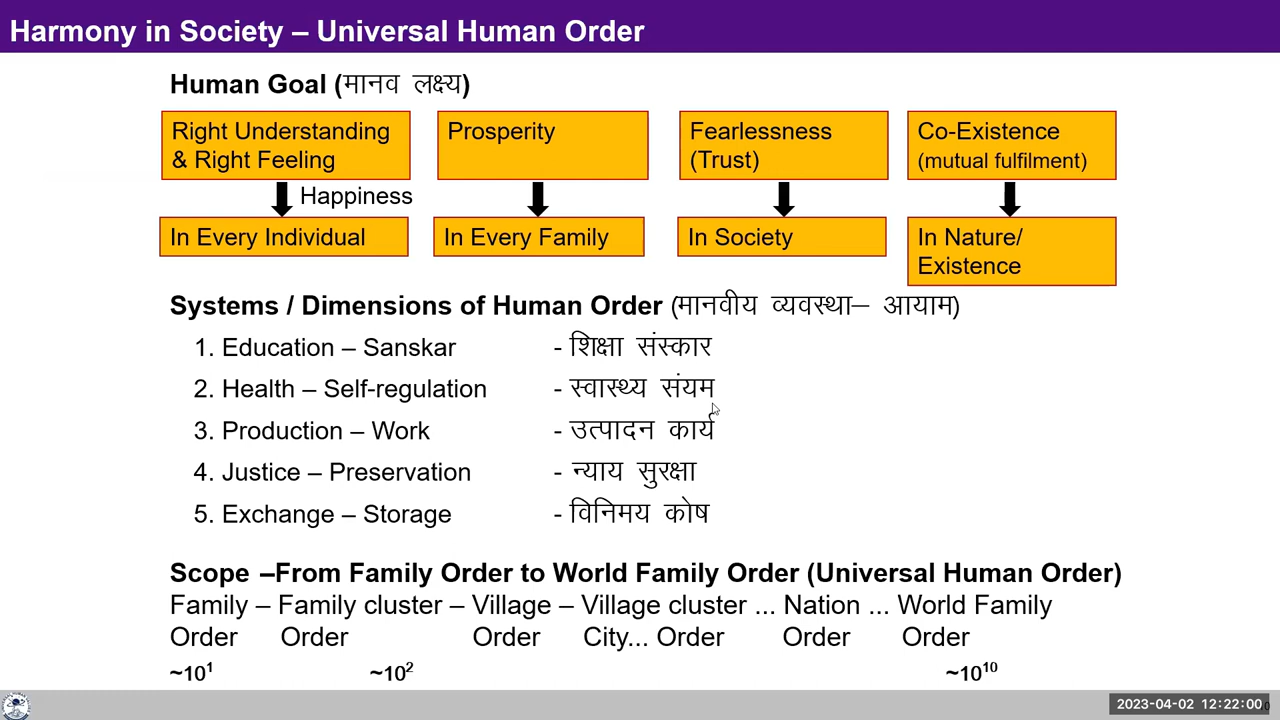 Harmony in Society – Universal Human Order
Human Goal (मानव लक्ष्य)
Right Understanding & Right Feeling
Prosperity
Fearlessness (Trust)
Co-Existence (mutual fulfilment)
Happiness
In Every Individual
In Every Family
In Society
In Nature/ Existence
Systems / Dimensions of Human Order (मानवीय व्यवस्था– आयाम)
1. Education – Sanskar - शिक्षा संस्कार
2. Health – Self-regulation - स्वास्थ्य संयम
3. Production – Work - उत्पादन कार्य
4. Justice – Preservation - न्याय सुरक्षा
5. Exchange – Storage - विनिमय कोष
Scope –From Family Order to World Family Order (Universal Human Order)
Family – Family cluster – Village – Village cluster ... Nation ... World Family
Order Order Order City... Order Order Order
~10¹ ~10² ~10¹⁰
2023-04-02 12:22:00